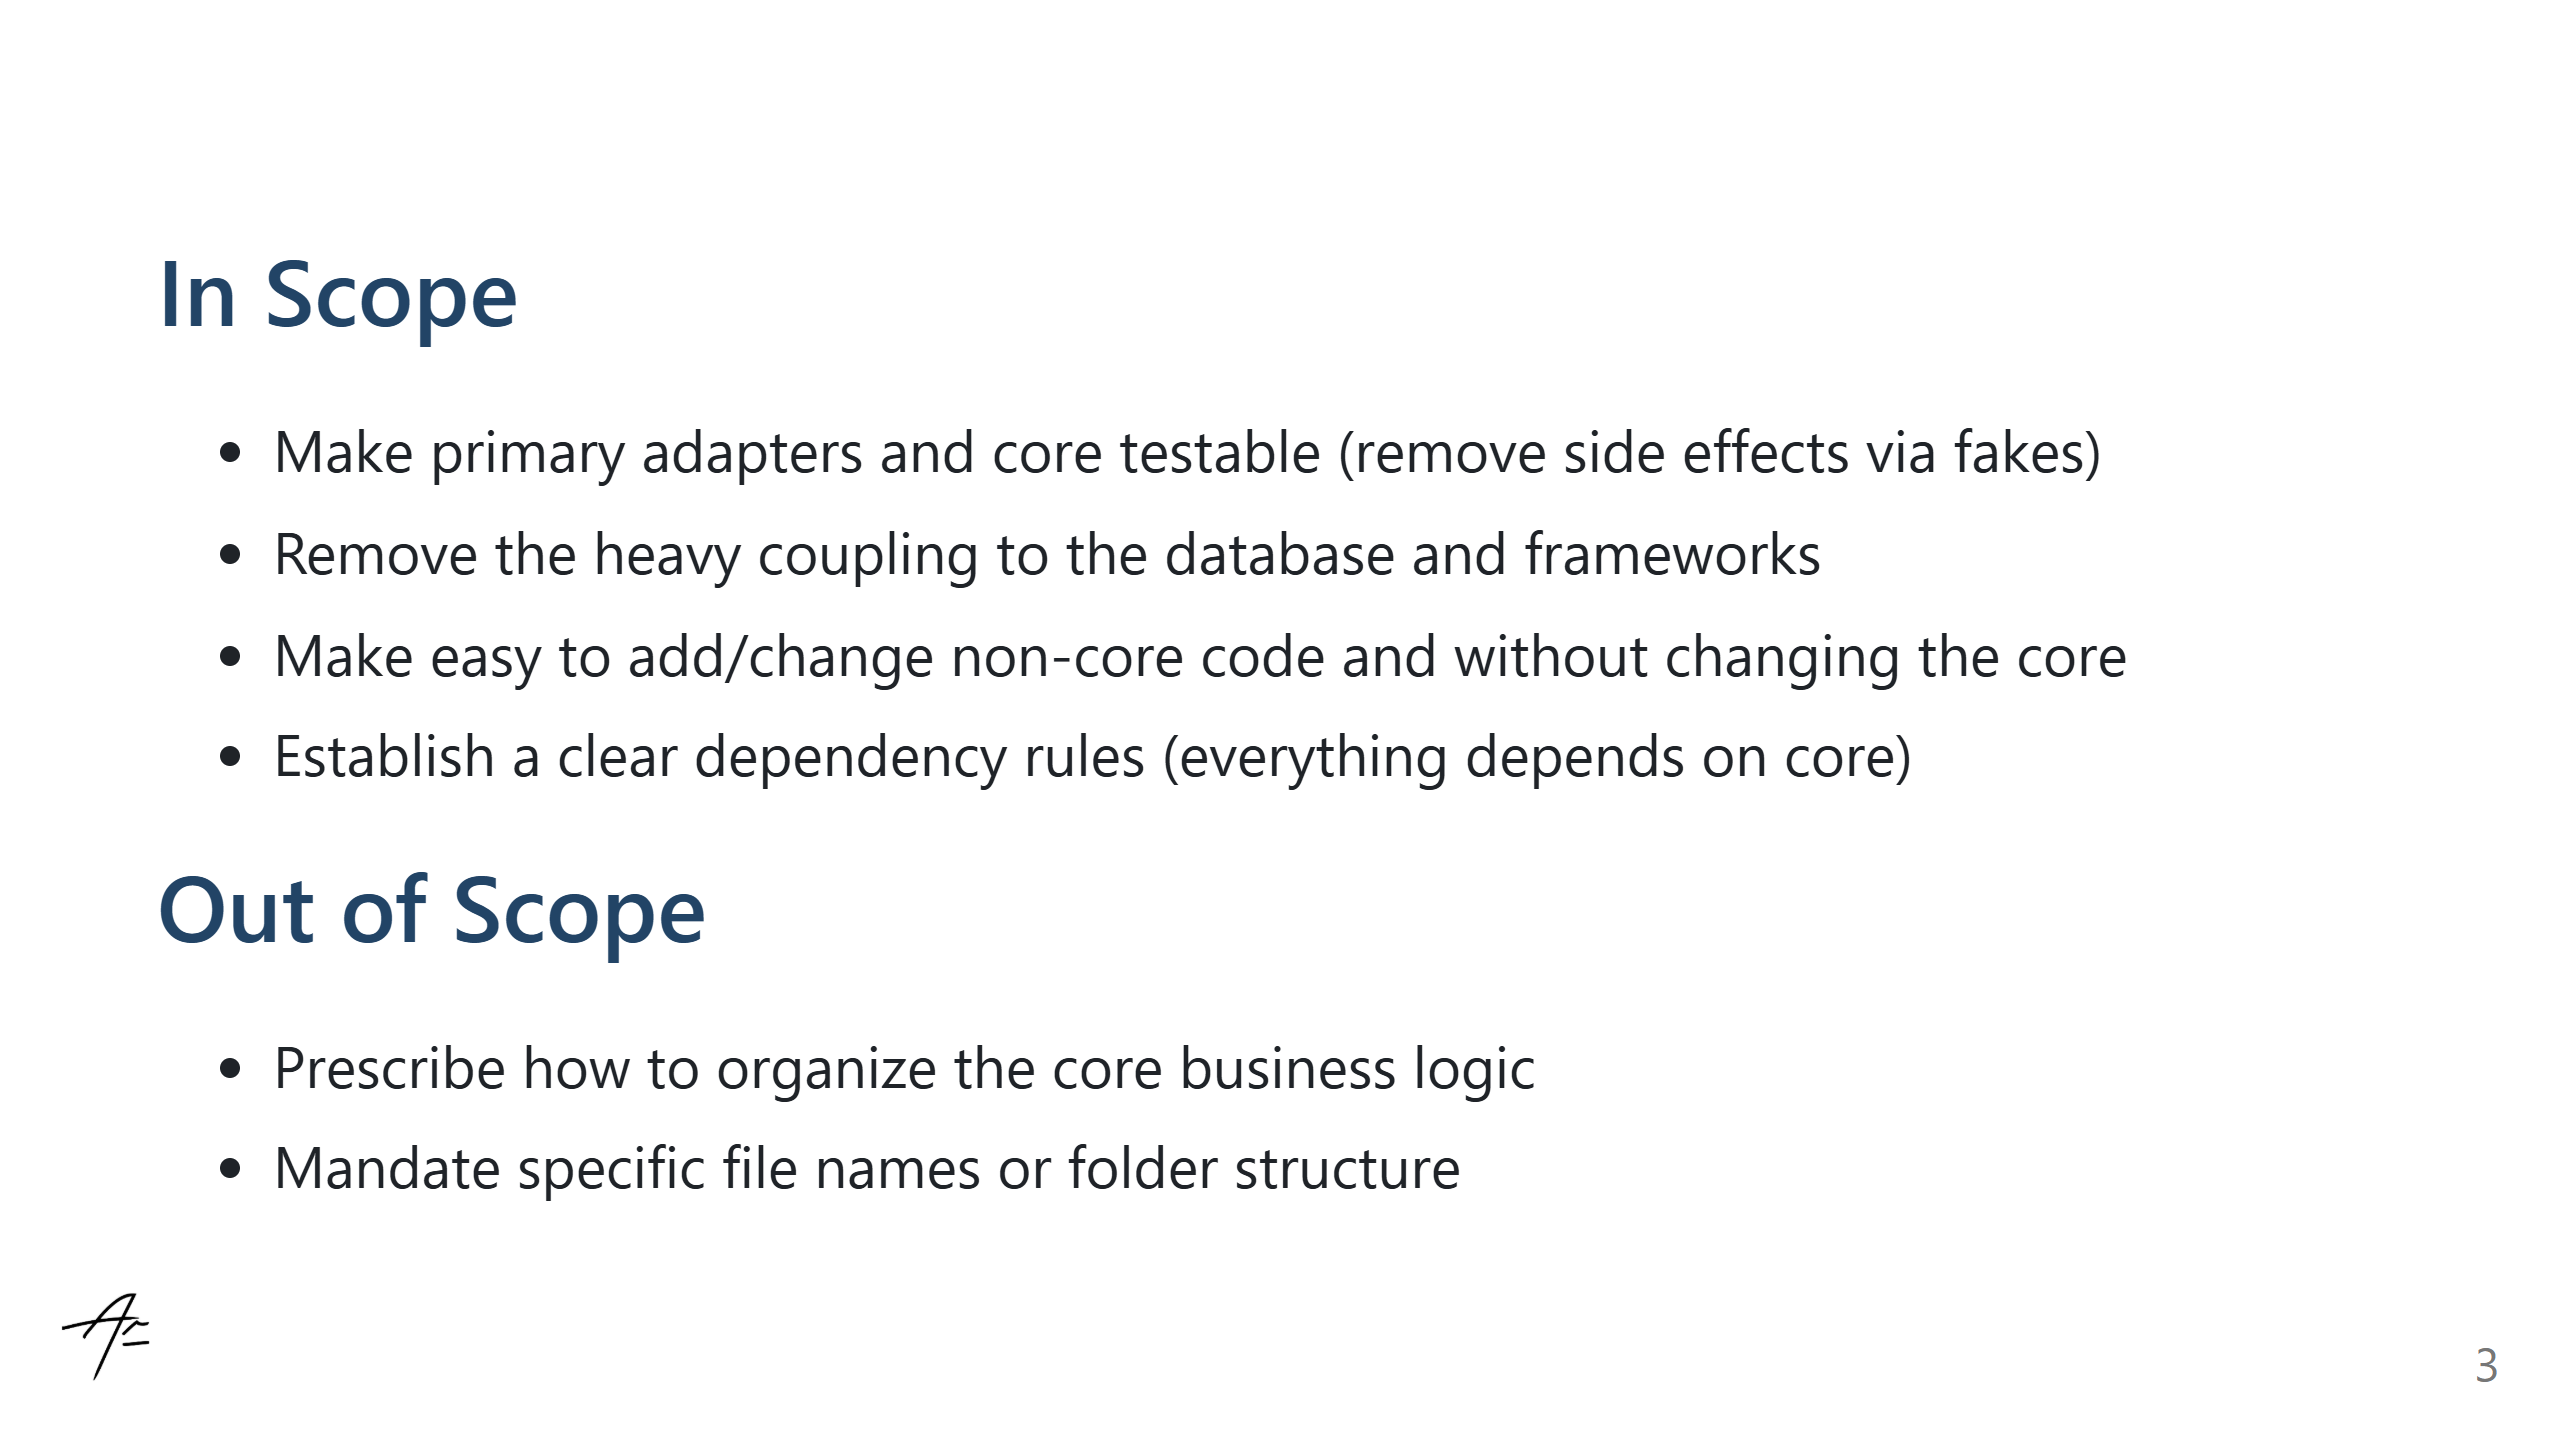 In Scope
• Make primary adapters and core testable (remove side effects via fakes)
• Remove the heavy coupling to the database and frameworks
• Make easy to add/change non-core code and without changing the core
• Establish a clear dependency rules (everything depends on core)
Out of Scope
• Prescribe how to organize the core business logic
• Mandate specific file names or folder structure
3